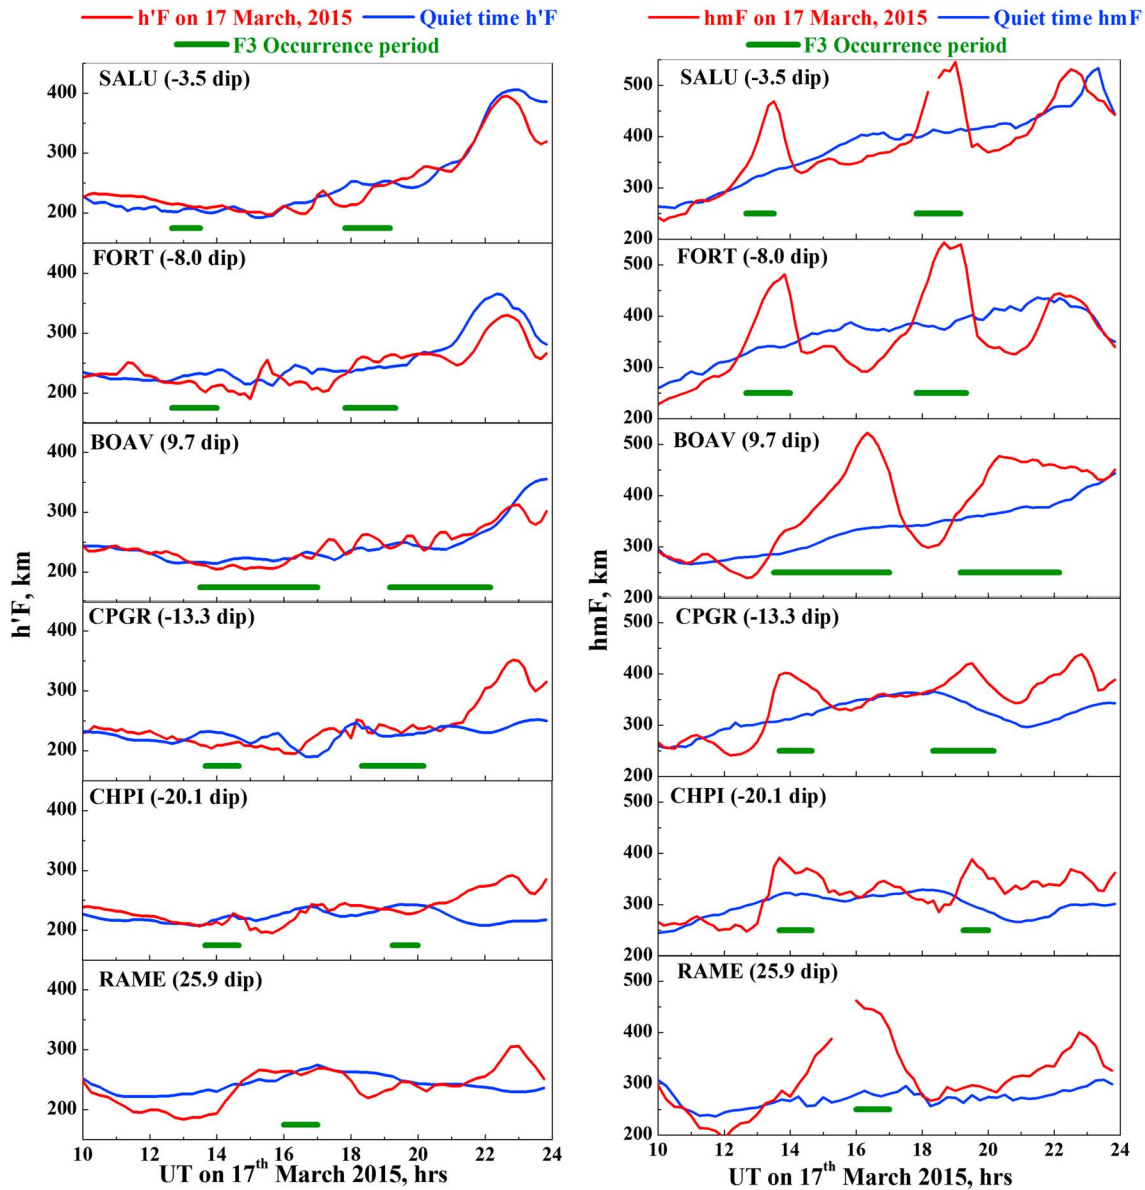 h'F on 17 March, 2015 Quiet time h'F
F3 Occurrence period
SALU (-3.5 dip)
400
300
200
FORT (-8.0 dip)
400
300
200
BOAV (9.7 dip)
400
300
200
CPGR (-13.3 dip)
400
300
200
CHPI (-20.1 dip)
400
300
200
RAME (25.9 dip)
400
300
200
h'F, km
10 12 14 16 18 20 22 24
UT on 17th March 2015, hrs
hmF on 17 March, 2015 Quiet time hmF
F3 Occurrence period
SALU (-3.5 dip)
500
400
300
200
FORT (-8.0 dip)
500
400
300
200
BOAV (9.7 dip)
500
400
300
200
CPGR (-13.3 dip)
500
400
300
200
CHPI (-20.1 dip)
500
400
300
200
RAME (25.9 dip)
500
400
300
200
hmF, km
10 12 14 16 18 20 22 24
UT on 17th March 2015, hrs